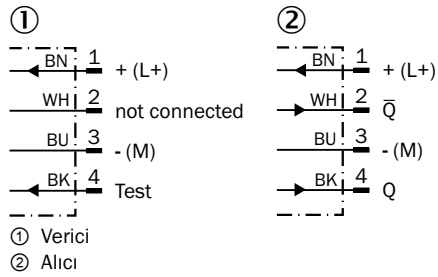 ① ②
BN 1 + (L+) BN 1 + (L+)
WH 2 not connected WH 2 Q̅
BU 3 - (M) BU 3 - (M)
BK 4 Test BK 4 Q
① Verici
② Alıcı